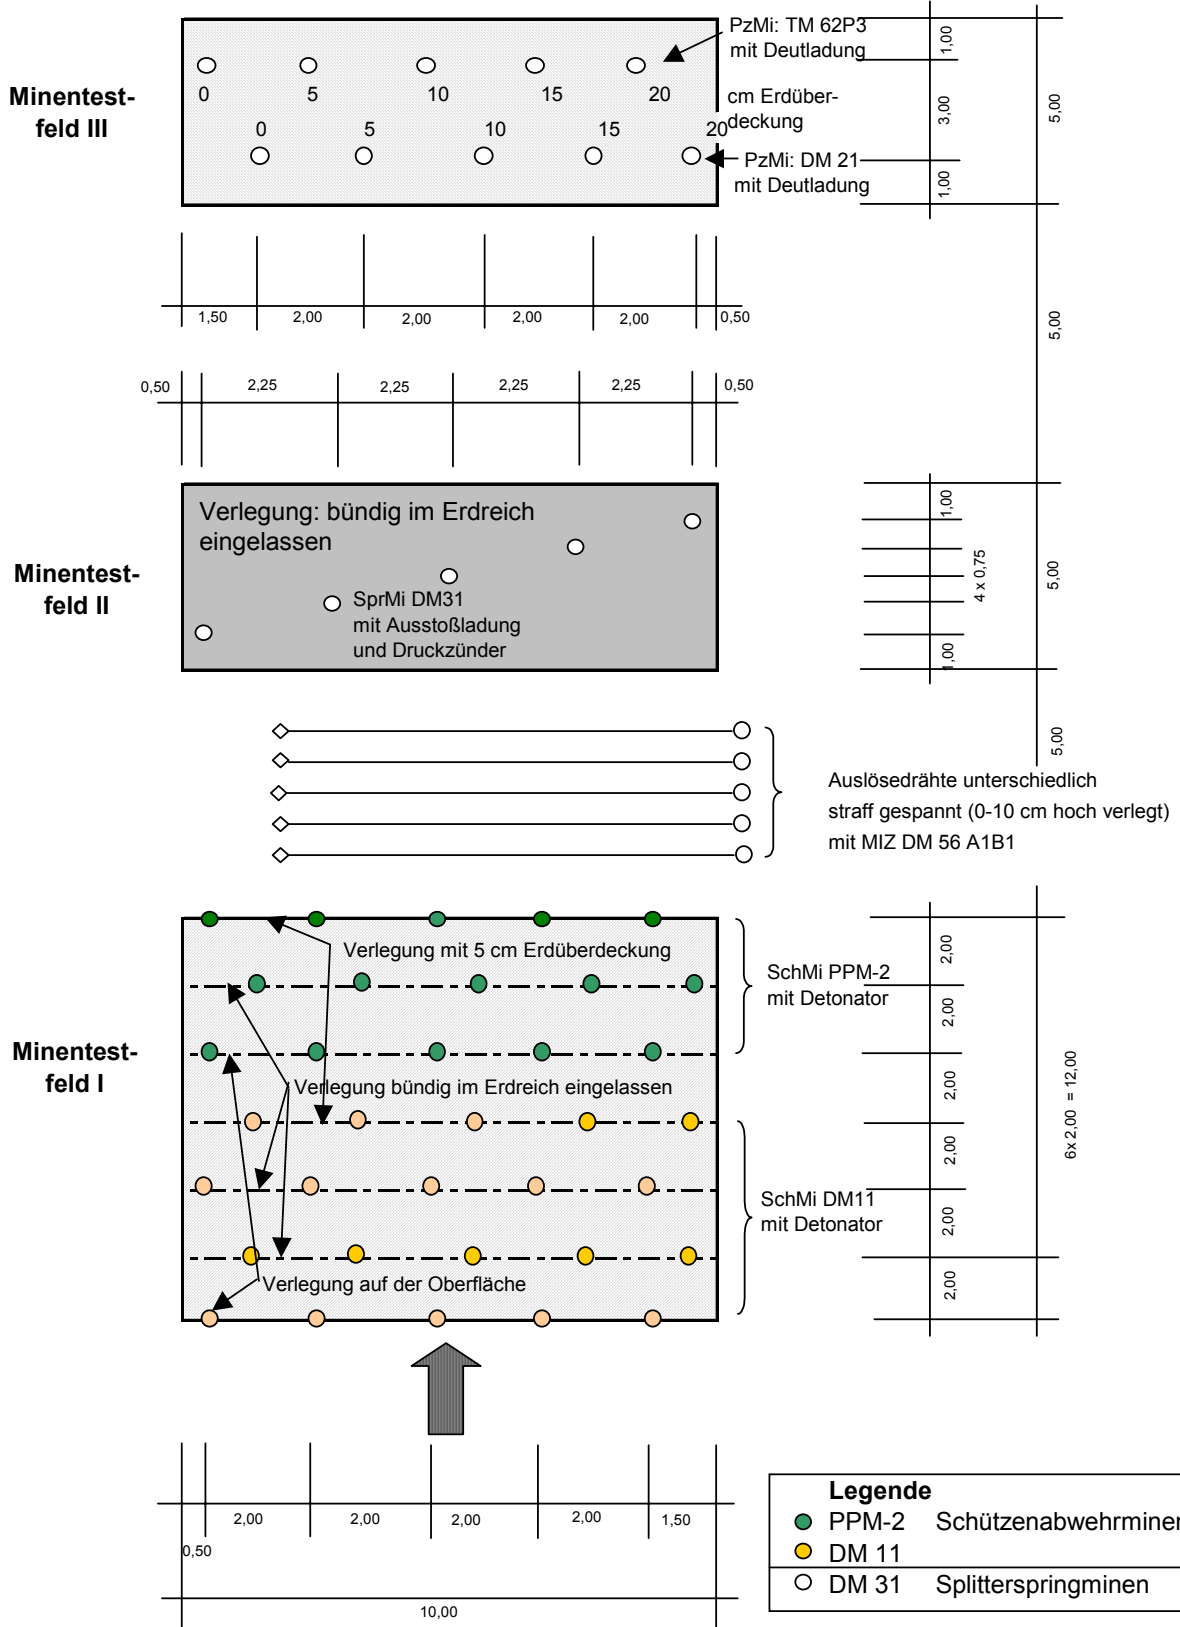 PzMi: TM 62P3
mit Deutladung
Minentest-
feld III
0 5 10 15 20
cm Erdüber-
deckung
0 5 10 15 20
PzMi: DM 21
mit Deutladung
1,00
3,00
1,00
5,00
1,50 2,00 2,00 2,00 2,00 0,50
5,00
0,50 2,25 2,25 2,25 2,25 0,50
Minentest-
feld II
Verlegung: bündig im Erdreich
eingelassen
SprMi DM31
mit Ausstoßladung
und Druckzünder
1,00
4 x 0,75
1,00
5,00
5,00
Auslösedrähte unterschiedlich
straff gespannt (0-10 cm hoch verlegt)
mit MIZ DM 56 A1B1
Minentest-
feld I
Verlegung mit 5 cm Erdüberdeckung
Verlegung bündig im Erdreich eingelassen
Verlegung auf der Oberfläche
SchMi PPM-2
mit Detonator
SchMi DM11
mit Detonator
2,00
2,00
2,00
2,00
2,00
2,00
6x 2,00 = 12,00
0,50 2,00 2,00 2,00 2,00 1,50
10,00
Legende
PPM-2 Schützenabwehrminen
DM 11
DM 31 Splitterspringminen